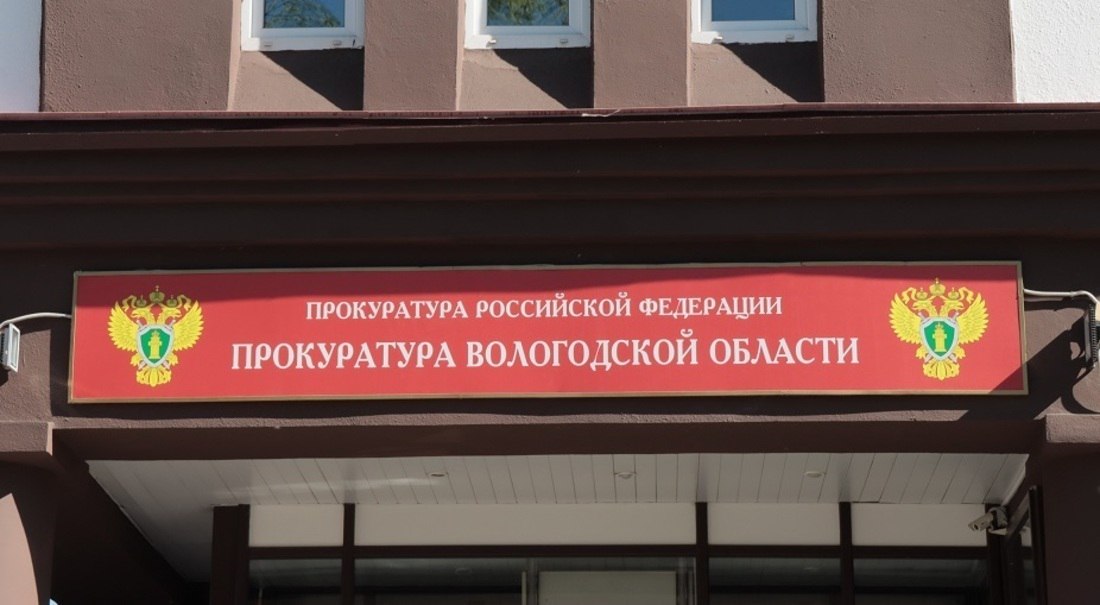 ПРОКУРАТУРА РОССИЙСКОЙ ФЕДЕРАЦИИ
ПРОКУРАТУРА ВОЛОГОДСКОЙ ОБЛАСТИ